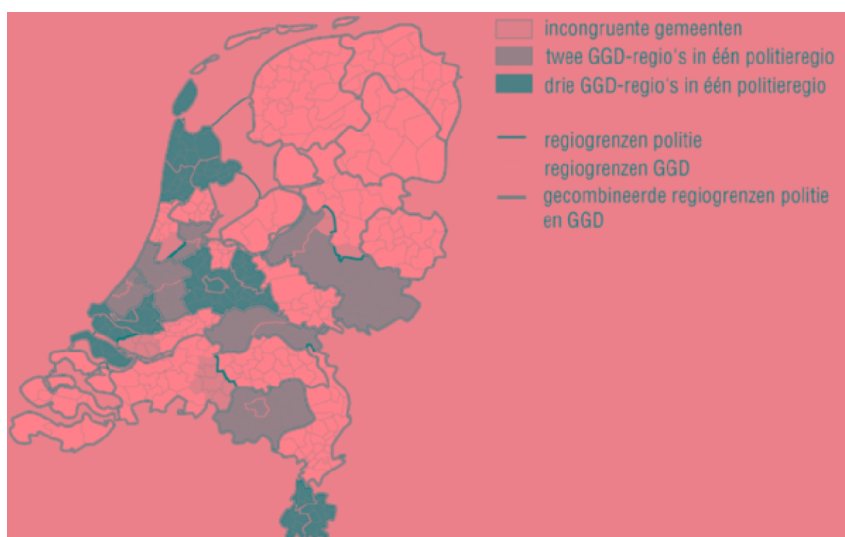 incongruente gemeenten
twee GGD-regio's in één politieregio
drie GGD-regio's in één politieregio
regiogrenzen politie
regiogrenzen GGD
gecombineerde regiogrenzen politie
en GGD